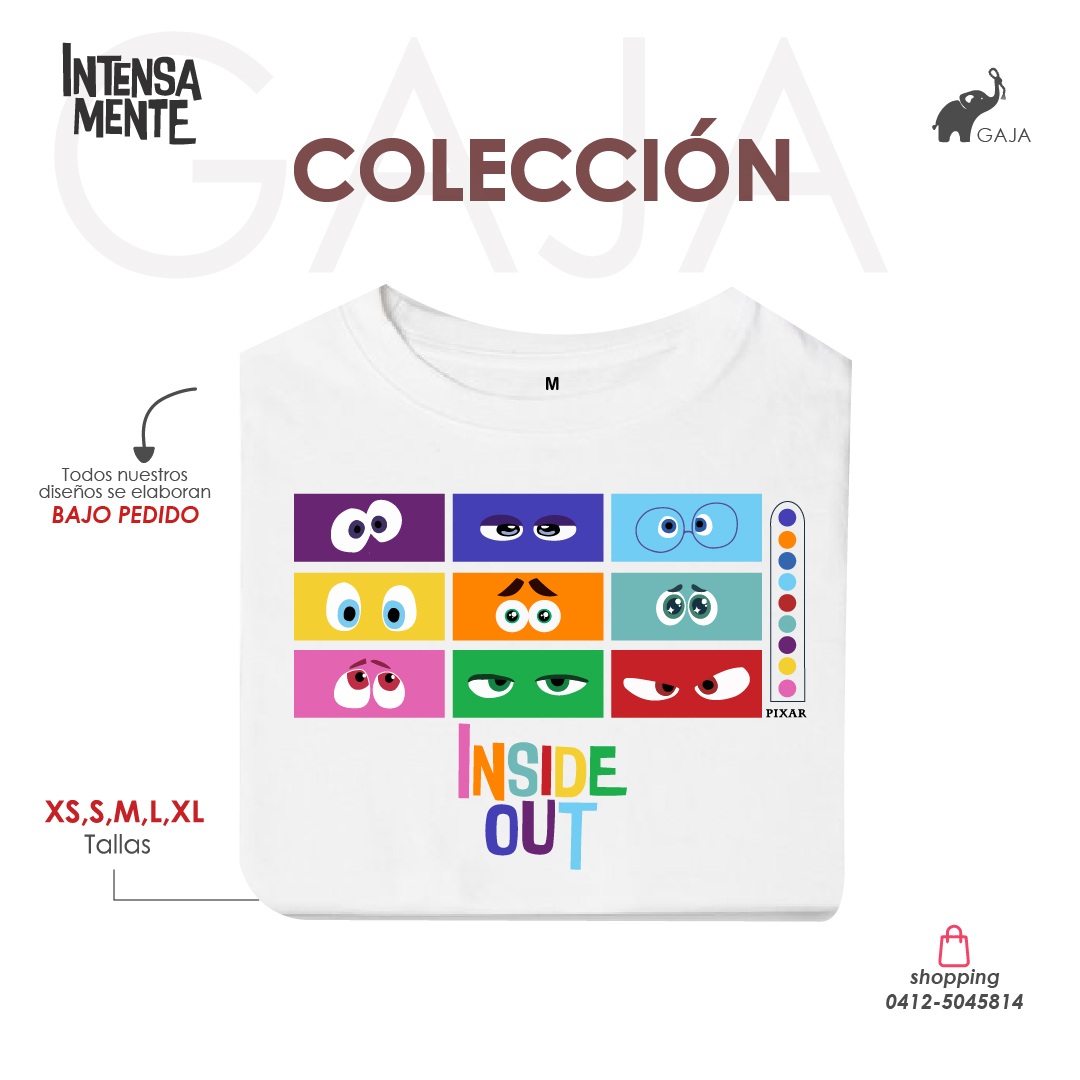 GAJA
INTENSA
MENTE
GAJA
COLECCIÓN
M
Todos nuestros
diseños se elaboran
BAJO PEDIDO
PIXAR
INSIDE
OUT
XS,S,M,L,XL
Tallas
shopping
0412-5045814